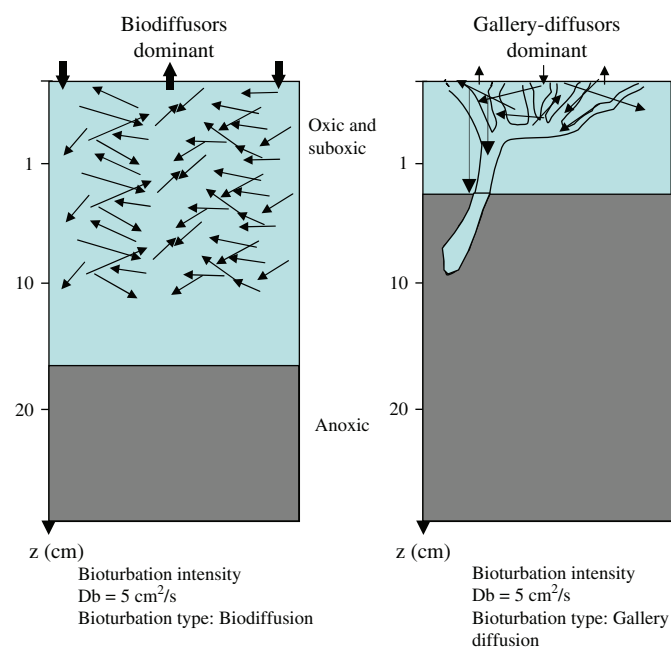 Biodiffusors
dominant
Gallery-diffusors
dominant
Oxic and
suboxic
1
10
20
Anoxic
z (cm)
1
10
20
z (cm)
Bioturbation intensity
Db = 5 cm²/s
Bioturbation type: Biodiffusion
Bioturbation intensity
Db = 5 cm²/s
Bioturbation type: Gallery
diffusion